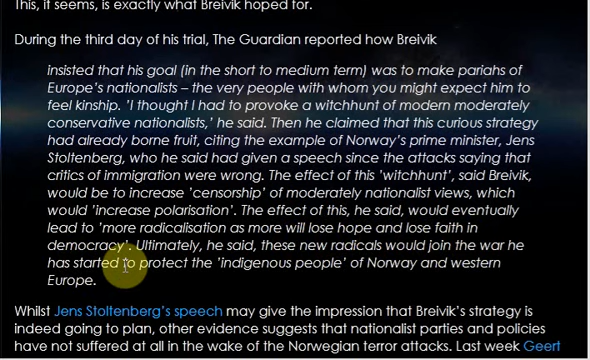 This, it seems, is exactly what Breivik hoped for.
During the third day of his trial, The Guardian reported how Breivik
insisted that his goal (in the short to medium term) was to make pariahs of
Europe's nationalists – the very people with whom you might expect him to
feel kinship. 'I thought I had to provoke a witchhunt of modern moderately
conservative nationalists,' he said. Then he claimed that this curious strategy
had already borne fruit, citing the example of Norway's prime minister, Jens
Stoltenberg, who he said had given a speech since the attacks saying that
critics of immigration were wrong. The effect of this 'witchhunt', said Breivik,
would be to increase 'censorship' of moderately nationalist views, which
would 'increase polarisation'. The effect of this, he said, would eventually
lead to 'more radicalisation as more will lose hope and lose faith in
democracy'. Ultimately, he said, these new radicals would join the war he
has started to protect the 'indigenous people' of Norway and western
Europe.
Whilst Jens Stoltenberg's speech may give the impression that Breivik's strategy is
indeed going to plan, other evidence suggests that nationalist parties and policies
have not suffered at all in the wake of the Norwegian terror attacks. Last week Geert